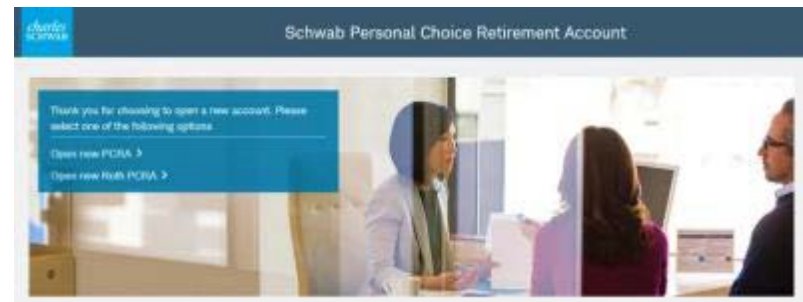 charles
SCHWAB
Schwab Personal Choice Retirement Account
Thank you for choosing to open a new account. Please
select one of the following options
Open new PCRA >
Open new Roth PCRA >